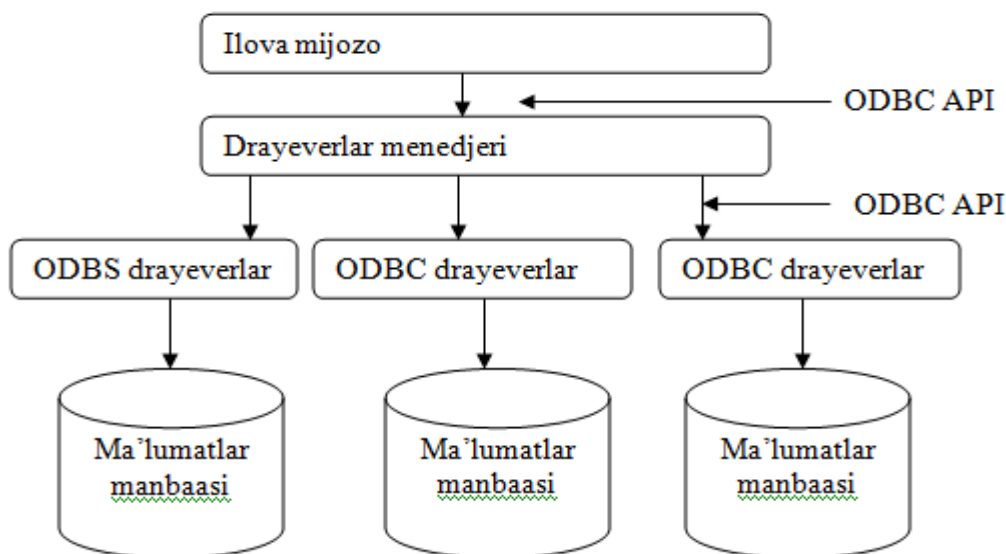 Ilova mijozo
ODBC API
Drayeverlar menedjeri
ODBC API
ODBS drayeverlar
ODBC drayeverlar
ODBC drayeverlar
Ma’lumatlar
manbaasi
Ma’lumatlar
manbaasi
Ma’lumatlar
manbaasi